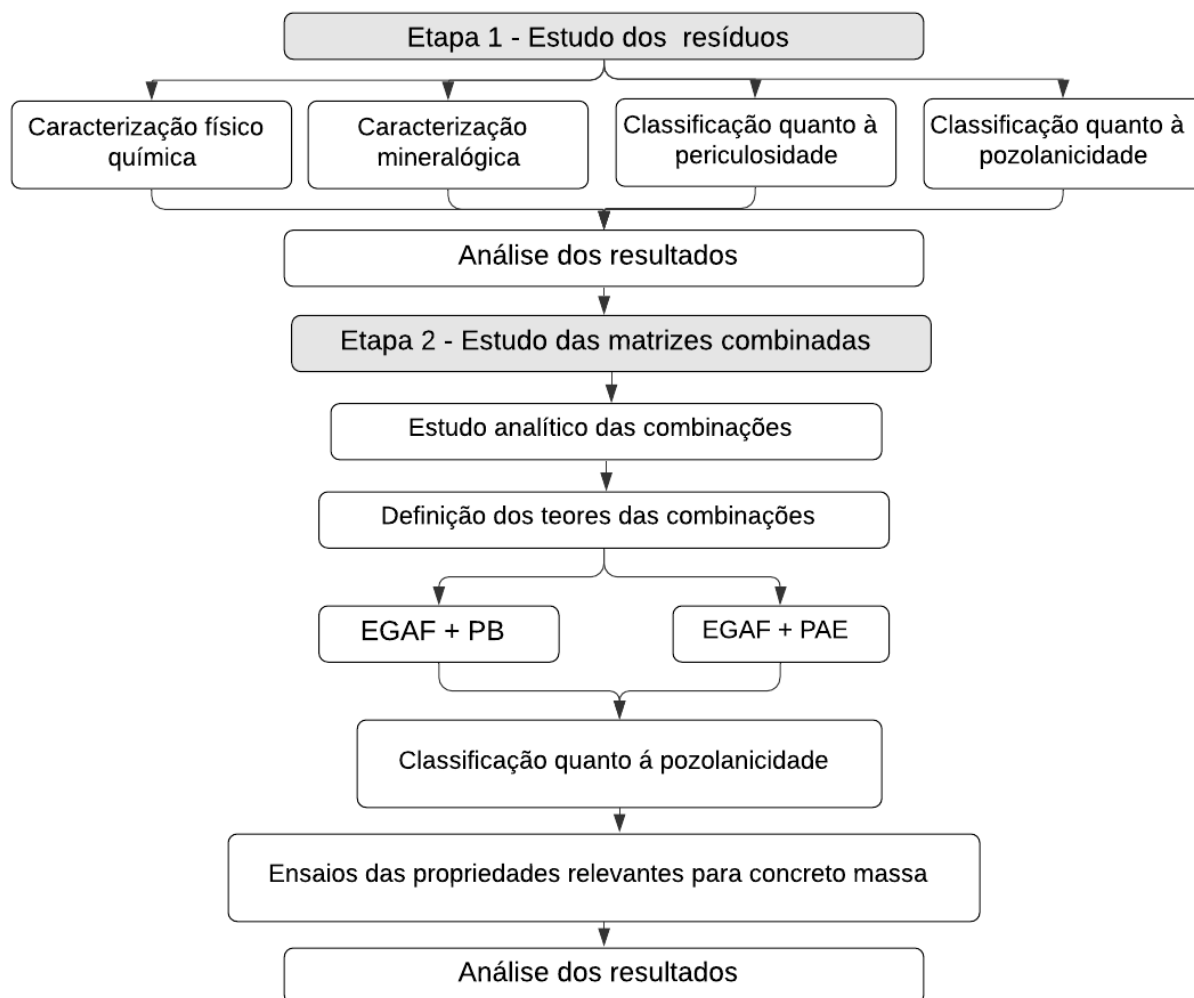 Etapa 1 - Estudo dos resíduos
Caracterização físico
química
Caracterização
mineralógica
Classificação quanto à
periculosidade
Classificação quanto à
pozolanicidade
Análise dos resultados
Etapa 2 - Estudo das matrizes combinadas
Estudo analítico das combinações
Definição dos teores das combinações
EGAF + PB
EGAF + PAE
Classificação quanto á pozolanicidade
Ensaios das propriedades relevantes para concreto massa
Análise dos resultados